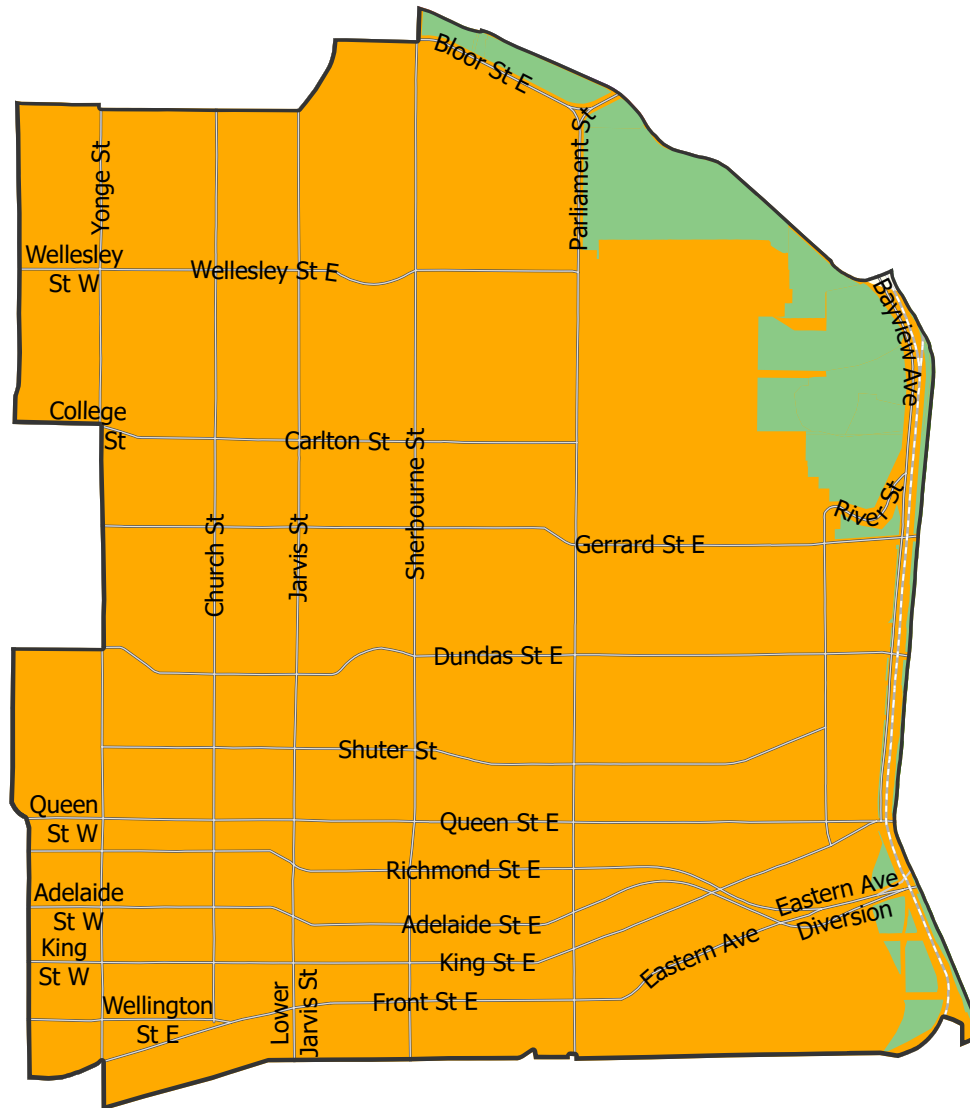 Bloor St E
Parliament St
Yonge St
Wellesley
St W
Wellesley St E
Bayview Ave
College
St
Carlton St
Sherbourne St
River St
Church St
Jarvis St
Gerrard St E
Dundas St E
Shuter St
Queen
St W
Queen St E
Richmond St E
Adelaide
St W
Adelaide St E
Eastern Ave
Diversion
King
St W
King St E
Eastern Ave
Wellington
St E
Lower
Jarvis St
Front St E